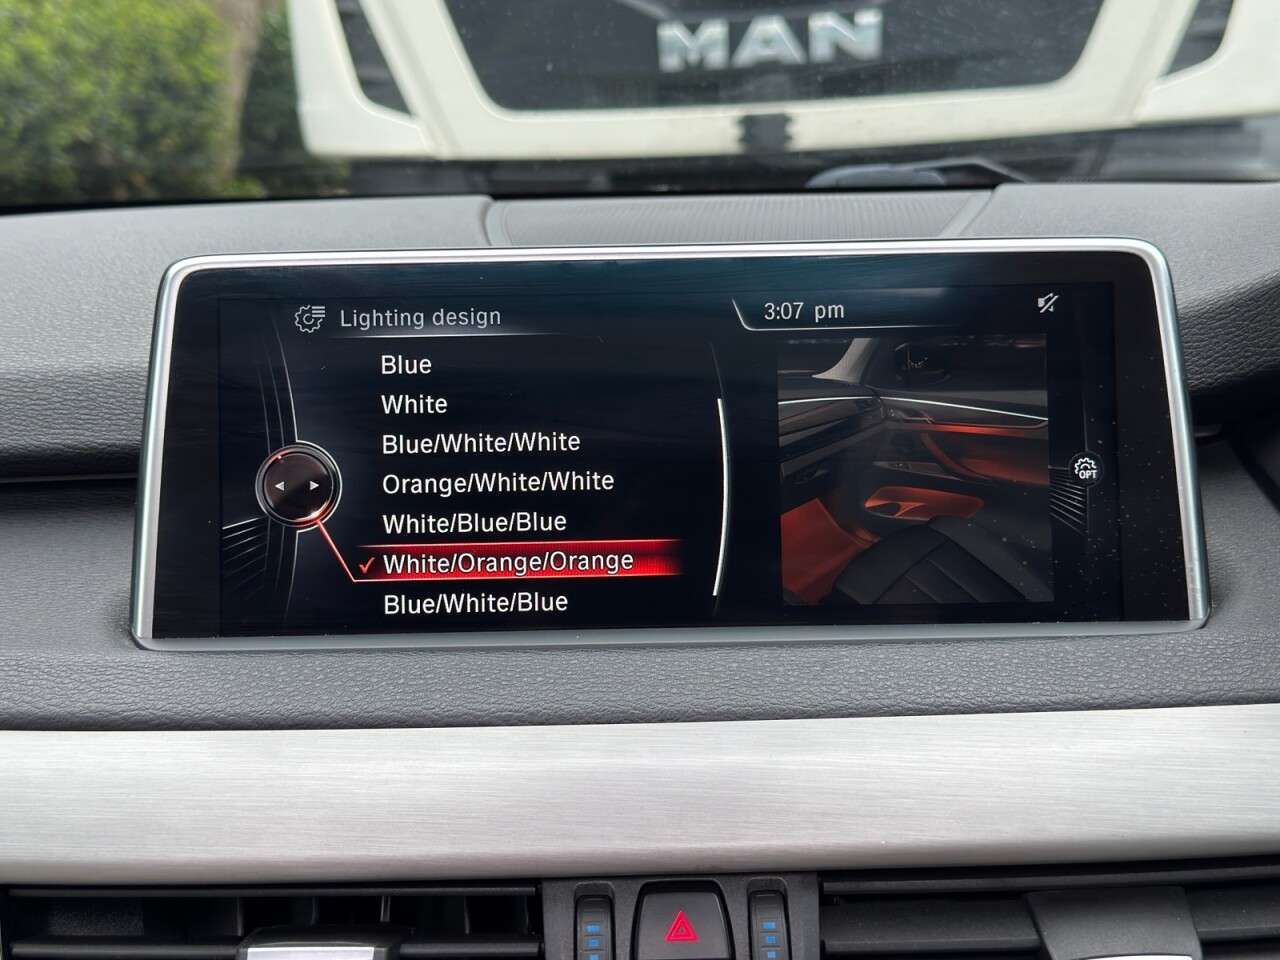 MAN
Lighting design
3:07 pm
Blue
White
Blue/White/White
Orange/White/White
White/Blue/Blue
White/Orange/Orange
Blue/White/Blue
OPT